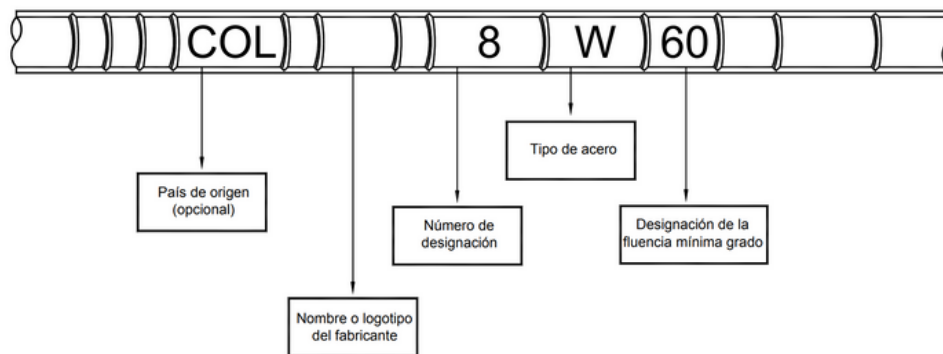 COL 8 W 60
Tipo de acero
País de origen
(opcional)
Número de
designación
Designación de la
fluencia mínima grado
Nombre o logotipo
del fabricante